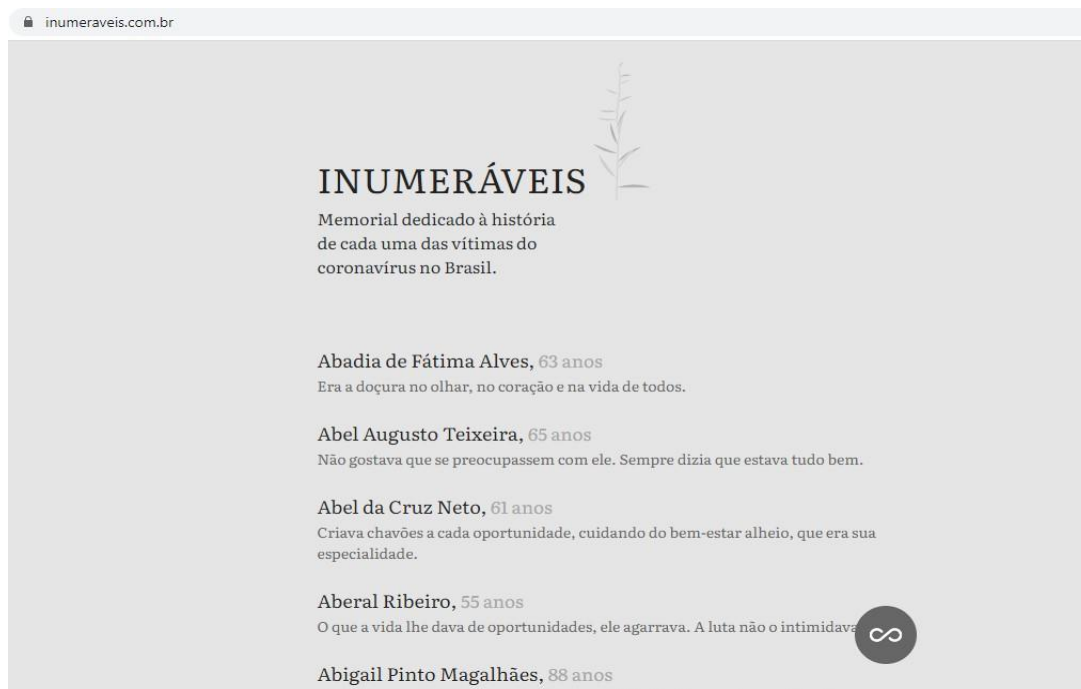 inumeraveis.com.br
INUMERÁVEIS
Memorial dedicado à história
de cada uma das vítimas do
coronavírus no Brasil.
Abadia de Fátima Alves, 63 anos
Era a doçura no olhar, no coração e na vida de todos.
Abel Augusto Teixeira, 65 anos
Não gostava que se preocupassem com ele. Sempre dizia que estava tudo bem.
Abel da Cruz Neto, 61 anos
Criava chavões a cada oportunidade, cuidando do bem-estar alheio, que era sua
especialidade.
Aberal Ribeiro, 55 anos
O que a vida lhe dava de oportunidades, ele agarrava. A luta não o intimidava
Abigail Pinto Magalhães, 88 anos